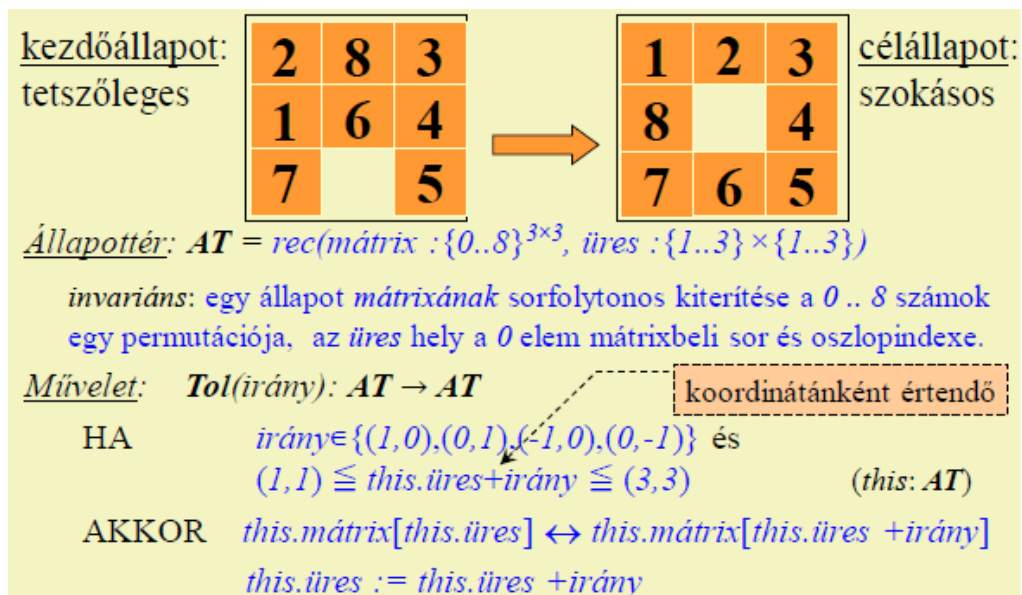 kezdőállapot:
tetszőleges
2 8 3
1 6 4
7 5
1 2 3
8 4
7 6 5
célállapot:
szokásos
Állapottér: AT = rec(mátrix :{0..8}³ˣ³, üres :{1..3}×{1..3})
invariáns: egy állapot mátrixának sorfolytonos kiterítése a 0 .. 8 számok
egy permutációja, az üres hely a 0 elem mátrixbeli sor és oszlopindexe.
Művelet: Tol(irány): AT → AT
koordinátánként értendő
HA irány∈{(1,0),(0,1),(-1,0),(0,-1)} és
(1,1) ≦ this.üres+irány ≦ (3,3) (this: AT)
AKKOR this.mátrix[this.üres] ↔ this.mátrix[this.üres +irány]
this.üres := this.üres +irány